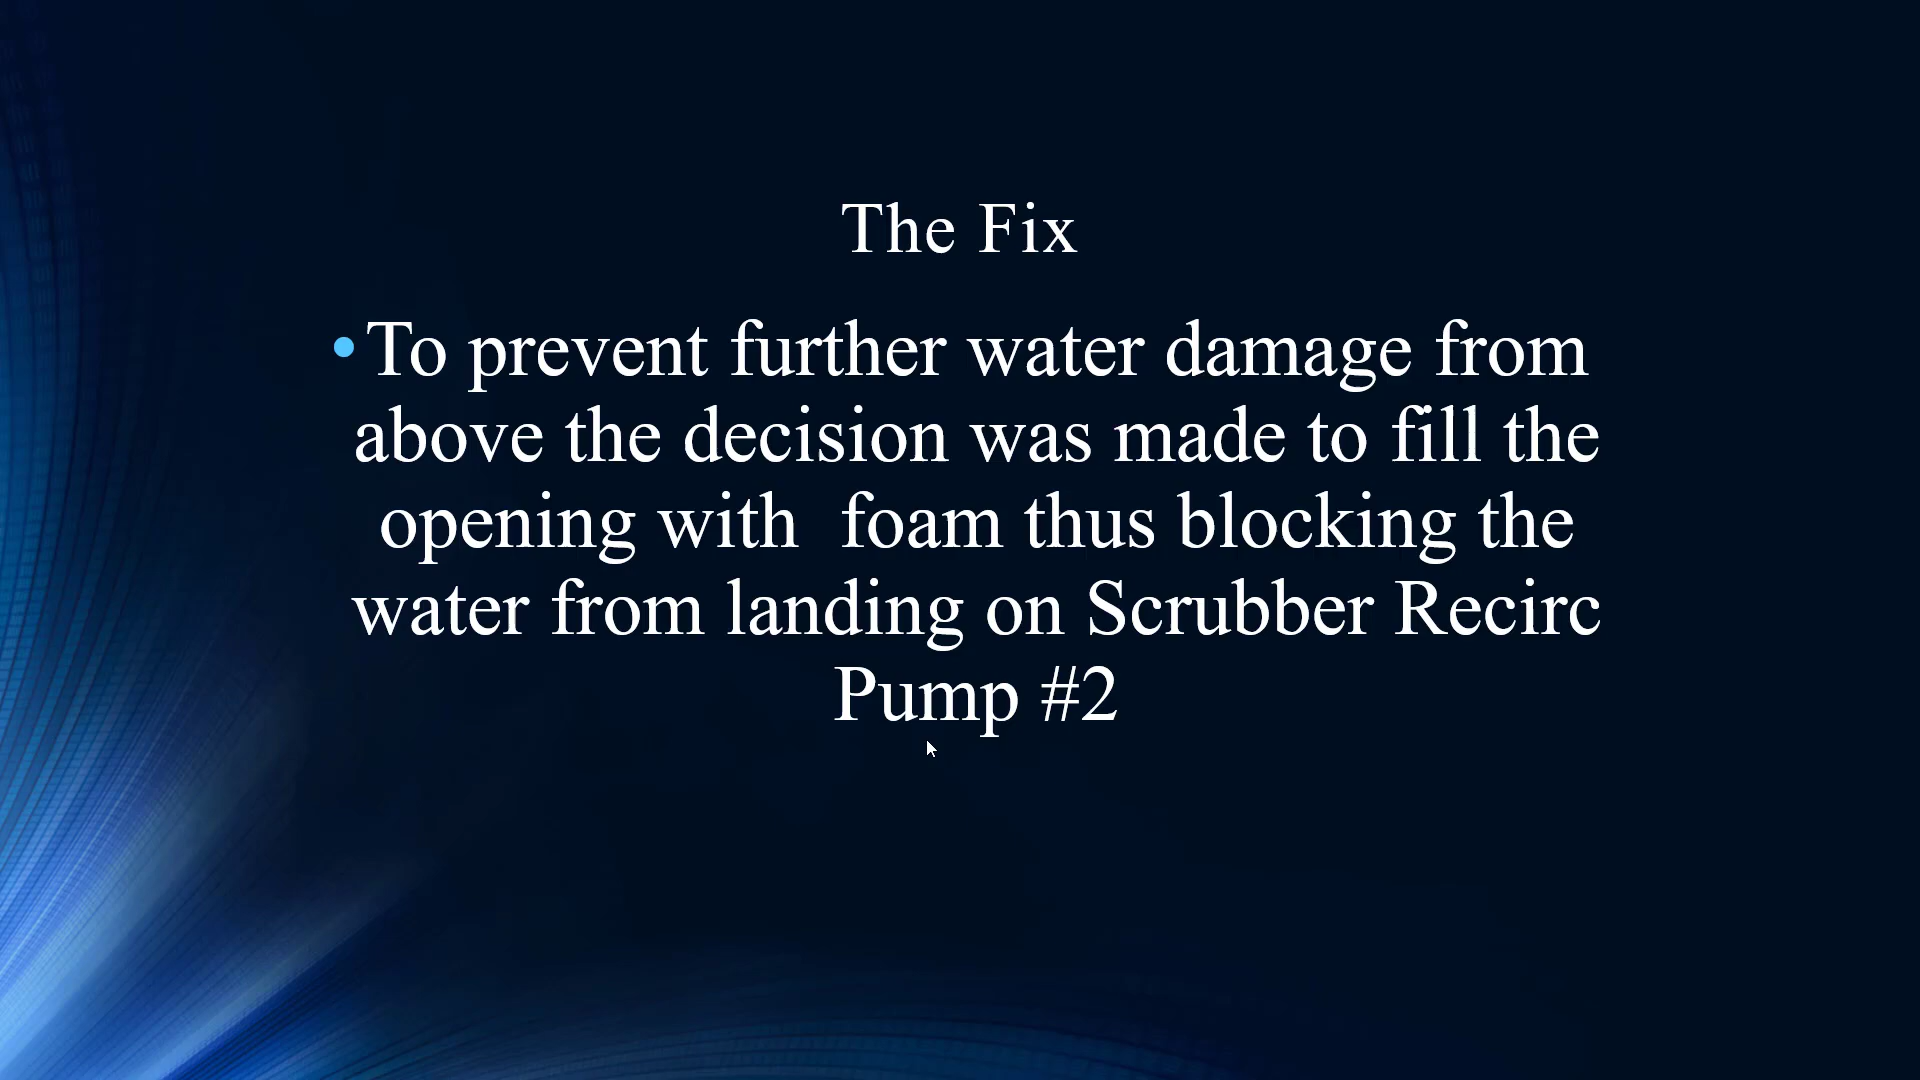 The Fix
• To prevent further water damage from
above the decision was made to fill the
opening with  foam thus blocking the
water from landing on Scrubber Recirc
Pump #2